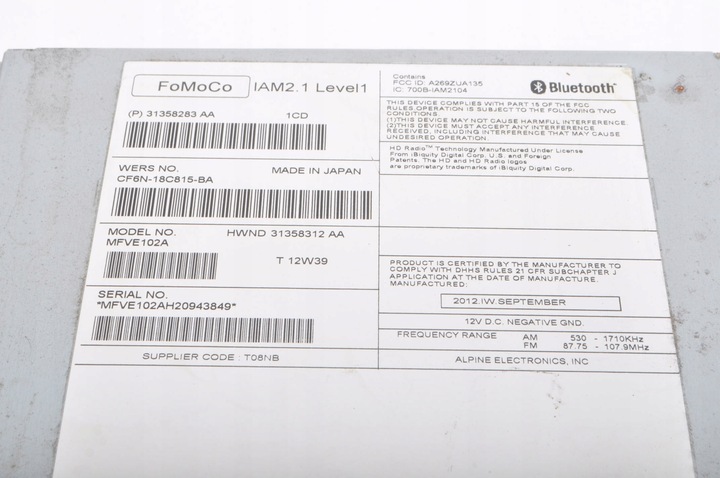 FoMoCo IAM2.1 Level1
(P) 31358283 AA 1CD
WERS NO. MADE IN JAPAN
CF6N-18C815-BA
MODEL NO. HWND 31358312 AA
MFVE102A
T 12W39
SERIAL NO.
*MFVE102AH20943849*
SUPPLIER CODE : T08NB
Contains
FCC ID: A269ZUA135
IC: 700B-IAM2104
Bluetooth
THIS DEVICE COMPLIES WITH PART 15 OF THE FCC
RULES.OPERATION IS SUBJECT TO THE FOLLOWING TWO
CONDITIONS.
(1)THIS DEVICE MAY NOT CAUSE HARMFUL INTERFERENCE.
(2)THIS DEVICE MUST ACCEPT ANY INTERFERENCE
RECEIVED, INCLUDING INTERFERENCE THAT MAY CAUSE
UNDESIRED OPERATION.
HD Radio™ Technology Manufactured Under License
From iBiquity Digital Corp. U.S. and Foreign
Patents. The HD and HD Radio logos
are proprietary trademarks of iBiquity Digital Corp.
PRODUCT IS CERTIFIED BY THE MANUFACTURER TO
COMPLY WITH DHHS RULES 21 CFR SUBCHAPTER J
APPLICATION AT THE DATE OF MANUFACTURE.
MANUFACTURED:
2012.IW.SEPTEMBER
12V D.C. NEGATIVE GND.
FREQUENCY RANGE AM 530 - 1710KHz
FM 87.75 - 107.9MHz
ALPINE ELECTRONICS, INC